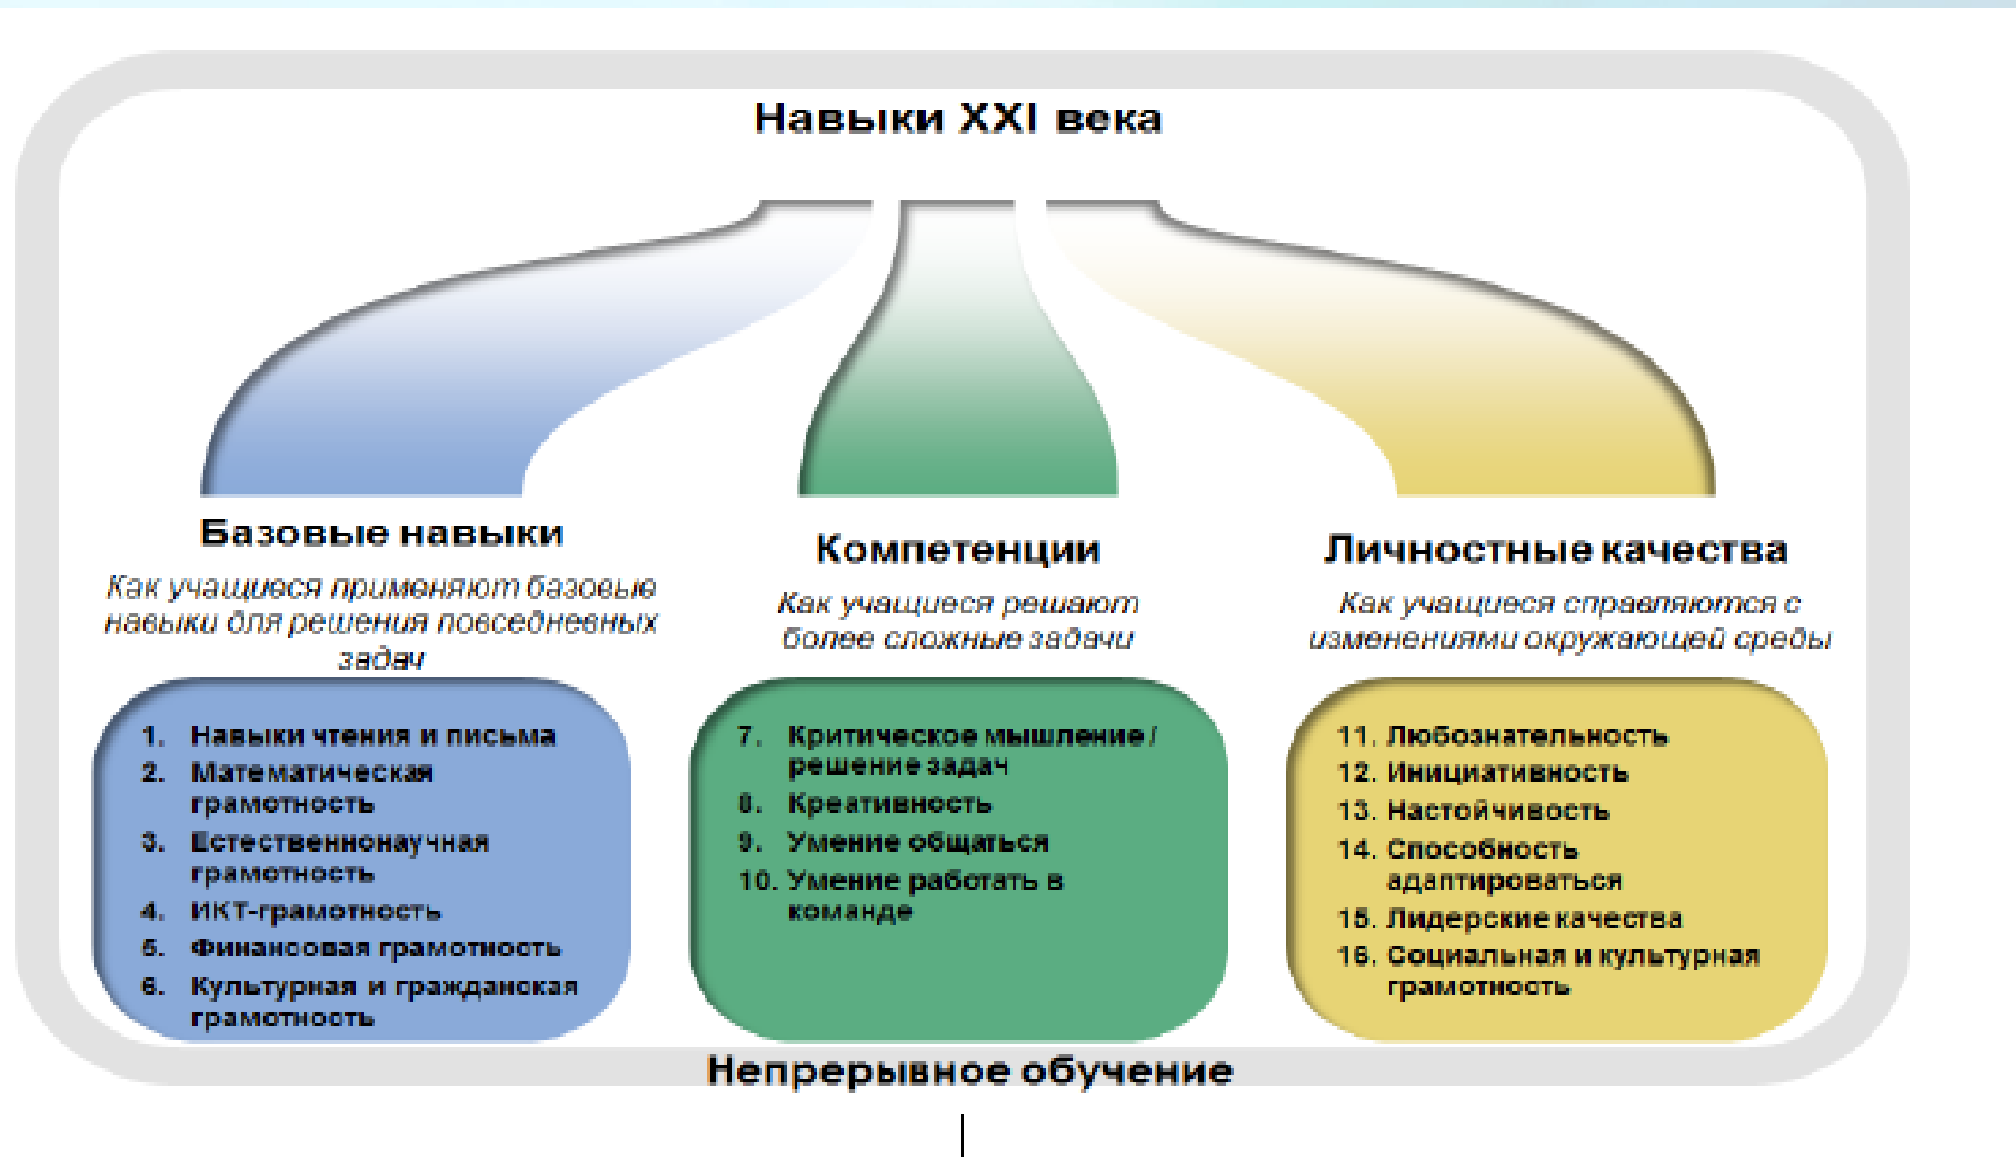 Навыки XXI века
Базовые навыки
Как учащиеся применяют базовые
навыки для решения повседневных
задач
1. Навыки чтения и письма
2. Математическая
грамотность
3. Естественнонаучная
грамотность
4. ИКТ-грамотность
5. Финансовая грамотность
6. Культурная и гражданская
грамотность
Компетенции
Как учащиеся решают
более сложные задачи
7. Критическое мышление /
решение задач
8. Креативность
9. Умение общаться
10. Умение работать в
команде
Личностные качества
Как учащиеся справляются с
изменениями окружающей среды
11. Любознательность
12. Инициативность
13. Настойчивость
14. Способность
адаптироваться
15. Лидерские качества
16. Социальная и культурная
грамотность
Непрерывное обучение